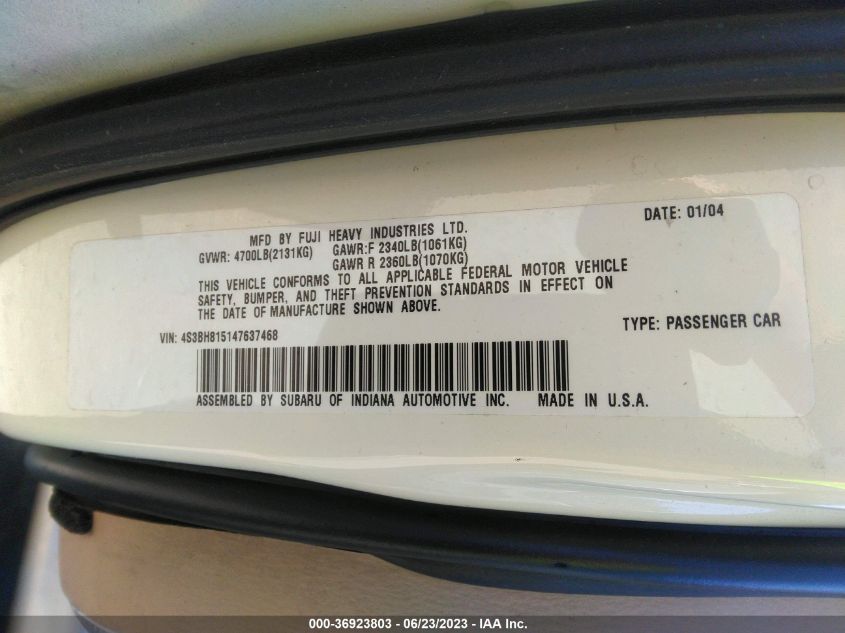 MFD BY FUJI HEAVY INDUSTRIES LTD.
DATE: 01/04
GVWR: 4700LB(2131KG) GAWR:F 2340LB(1061KG)
GAWR R 2360LB(1070KG)
THIS VEHICLE CONFORMS TO ALL APPLICABLE FEDERAL MOTOR VEHICLE
SAFETY, BUMPER, AND THEFT PREVENTION STANDARDS IN EFFECT ON
THE DATE OF MANUFACTURE SHOWN ABOVE.
VIN: 4S3BH815147637468
TYPE: PASSENGER CAR
ASSEMBLED BY SUBARU OF INDIANA AUTOMOTIVE INC. MADE IN U.S.A.
000-36923803 - 06/23/2023 - IAA Inc.